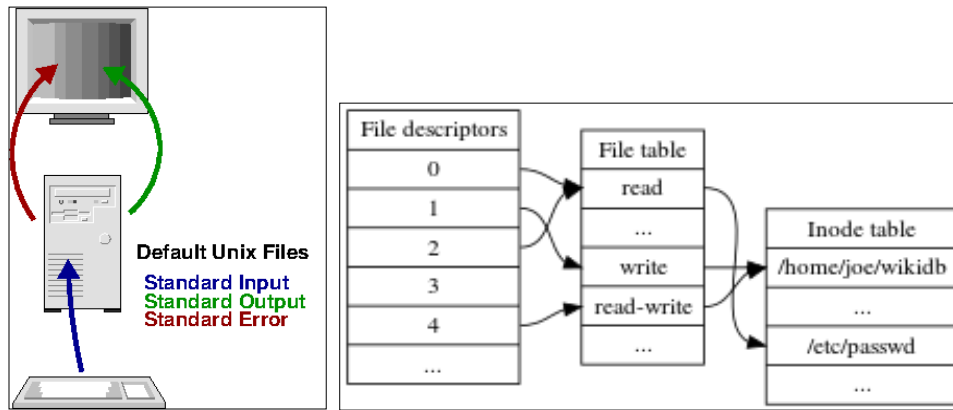 Default Unix Files
Standard Input
Standard Output
Standard Error
File descriptors
0
1
2
3
4
...
File table
read
...
write
read-write
...
Inode table
/home/joe/wikidb
...
/etc/passwd
...